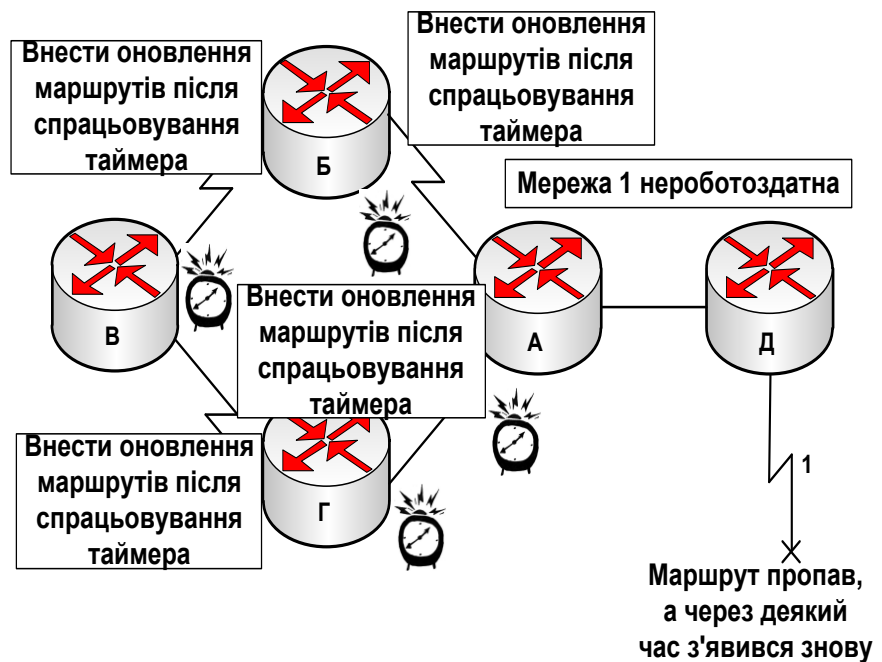 Внести оновлення
маршрутів після
спрацьовування
таймера
Внести оновлення
маршрутів після
спрацьовування
таймера
Б
Мережа 1 нероботоздатна
В
Внести оновлення
маршрутів після
спрацьовування
таймера
А
Д
Внести оновлення
маршрутів після
спрацьовування
таймера
Г
1
Маршрут пропав,
а через деякий
час з'явився знову